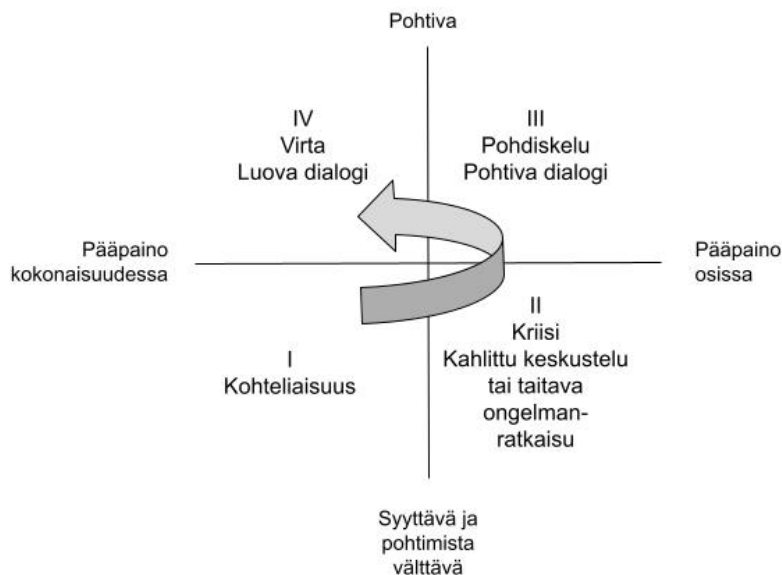 Pohtiva
IV
Virta
Luova dialogi
III
Pohdiskelu
Pohtiva dialogi
Pääpaino
kokonaisuudessa
Pääpaino
osissa
I
Kohteliaisuus
II
Kriisi
Kahlittu keskustelu
tai taitava
ongelman-
ratkaisu
Syyttävä ja
pohtimista
välttävä